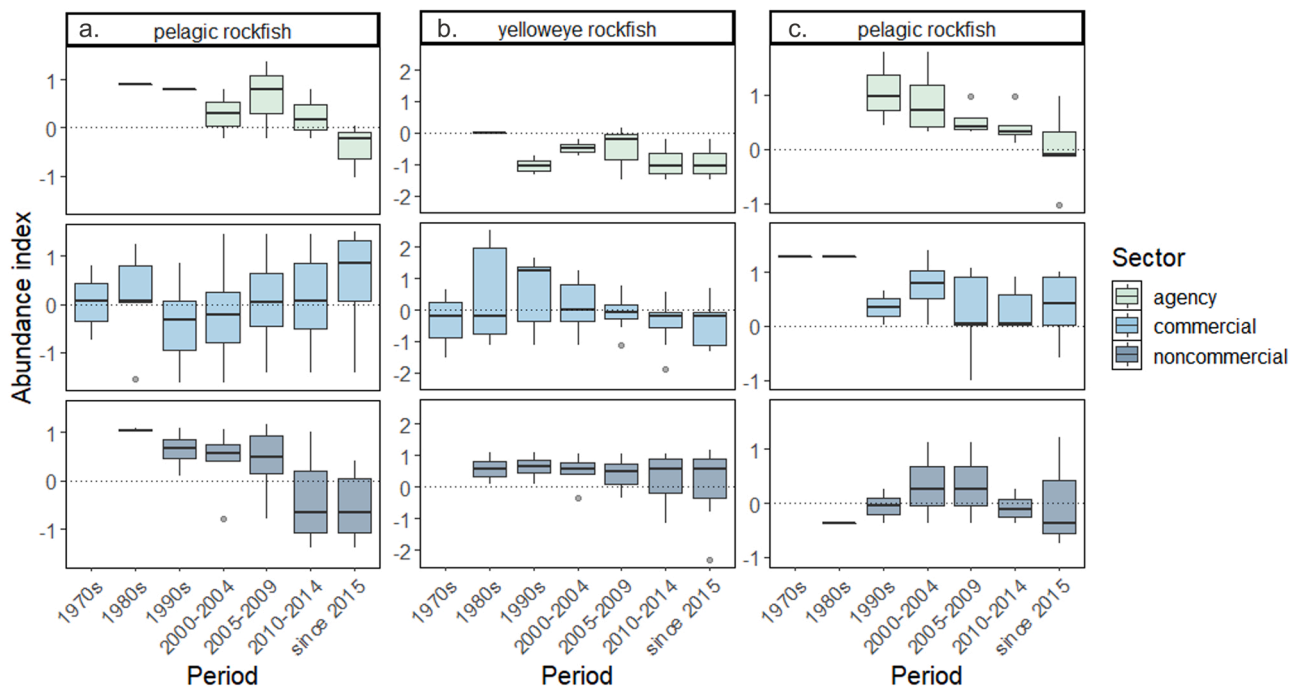 a. pelagic rockfish
b. yelloweye rockfish
c. pelagic rockfish
1
0
-1
2
1
0
-1
-2
1
0
-1
1
0
-1
2
1
0
-1
-2
1
0
-1
1
0
-1
2
1
0
-1
-2
1
0
-1
Abundance index
Sector
agency
commercial
noncommercial
1970s
1980s
1990s
2000-2004
2005-2009
2010-2014
since 2015
1970s
1980s
1990s
2000-2004
2005-2009
2010-2014
since 2015
1970s
1980s
1990s
2000-2004
2005-2009
2010-2014
since 2015
Period
Period
Period